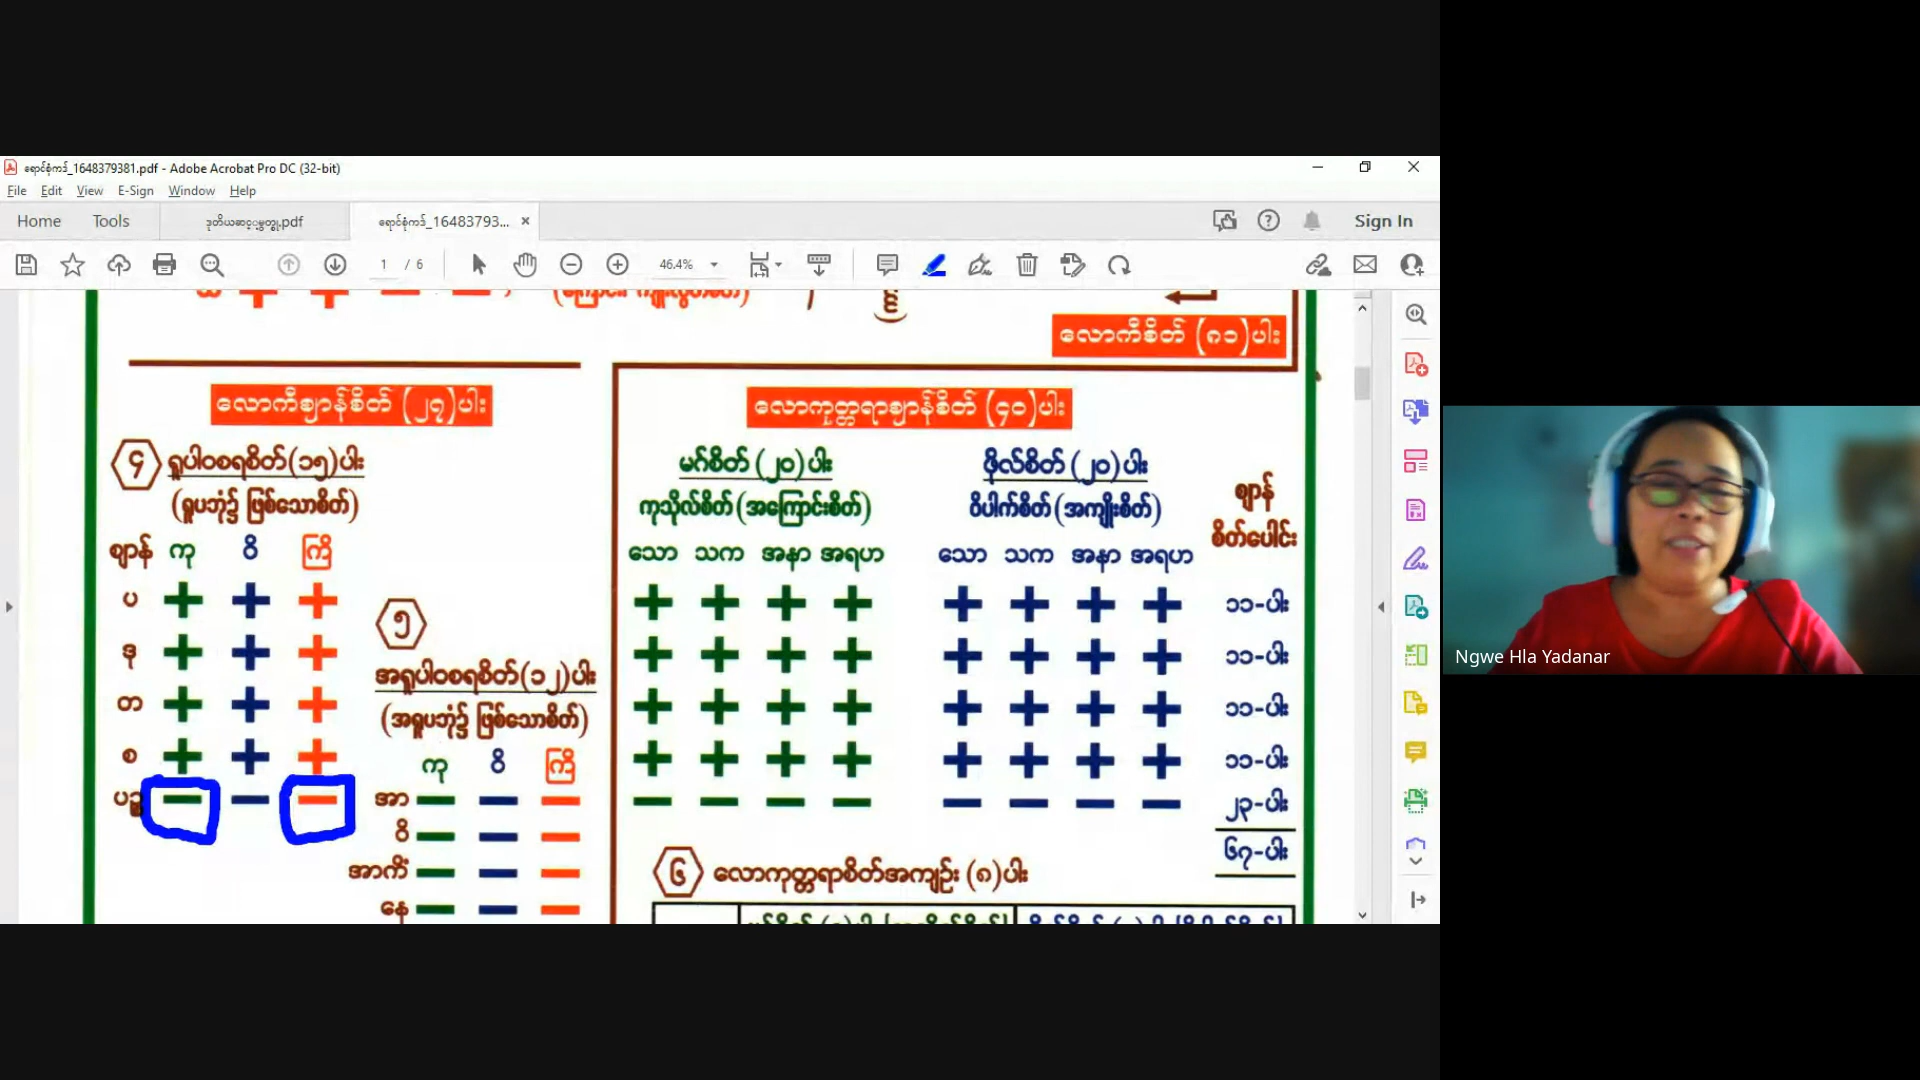 ရောင်စုံကဒ်_1648379381.pdf - Adobe Acrobat Pro DC (32-bit)
File Edit View E-Sign Window Help
Home Tools ရောင်စုံကဒ်_16483793... × Sign In
1 / 6 46.4%
လောကီစိတ် (၈၁)ပါး
လောကီဈာန်စိတ် (၂၇)ပါး
လောကုတ္တရာဈာန်စိတ် (၄၀)ပါး
၄ ရူပါဝစရစိတ်(၁၅)ပါး
(ရူပဘုံ၌ ဖြစ်သောစိတ်)
ဈာန် ကု ဝိ ကြိ
ပ + + +
ဒု + + +
တ + + +
စ + + +
ပဉ္စ — — —
၅
အရူပါဝစရစိတ်(၁၂)ပါး
(အရူပဘုံ၌ ဖြစ်သောစိတ်)
ကု ဝိ ကြိ
အာ — — —
ဝိ — — —
အာကိံ — — —
နေ — — —
မဂ်စိတ် (၂၀)ပါး ဖိုလ်စိတ် (၂၀)ပါး
ကုသိုလ်စိတ် (အကြောင်းစိတ်) ဝိပါက်စိတ် (အကျိုးစိတ်)
ဈာန်
စိတ်ပေါင်း
သော သက အနာ အရဟ သော သက အနာ အရဟ
+ + + + + + + + ၁၁-ပါး
+ + + + + + + + ၁၁-ပါး
+ + + + + + + + ၁၁-ပါး
+ + + + + + + + ၁၁-ပါး
— — — — — — — — ၂၃-ပါး
၆၇-ပါး
၆ လောကုတ္တရာစိတ်အကျဉ်း (၈)ပါး
Ngwe Hla Yadanar